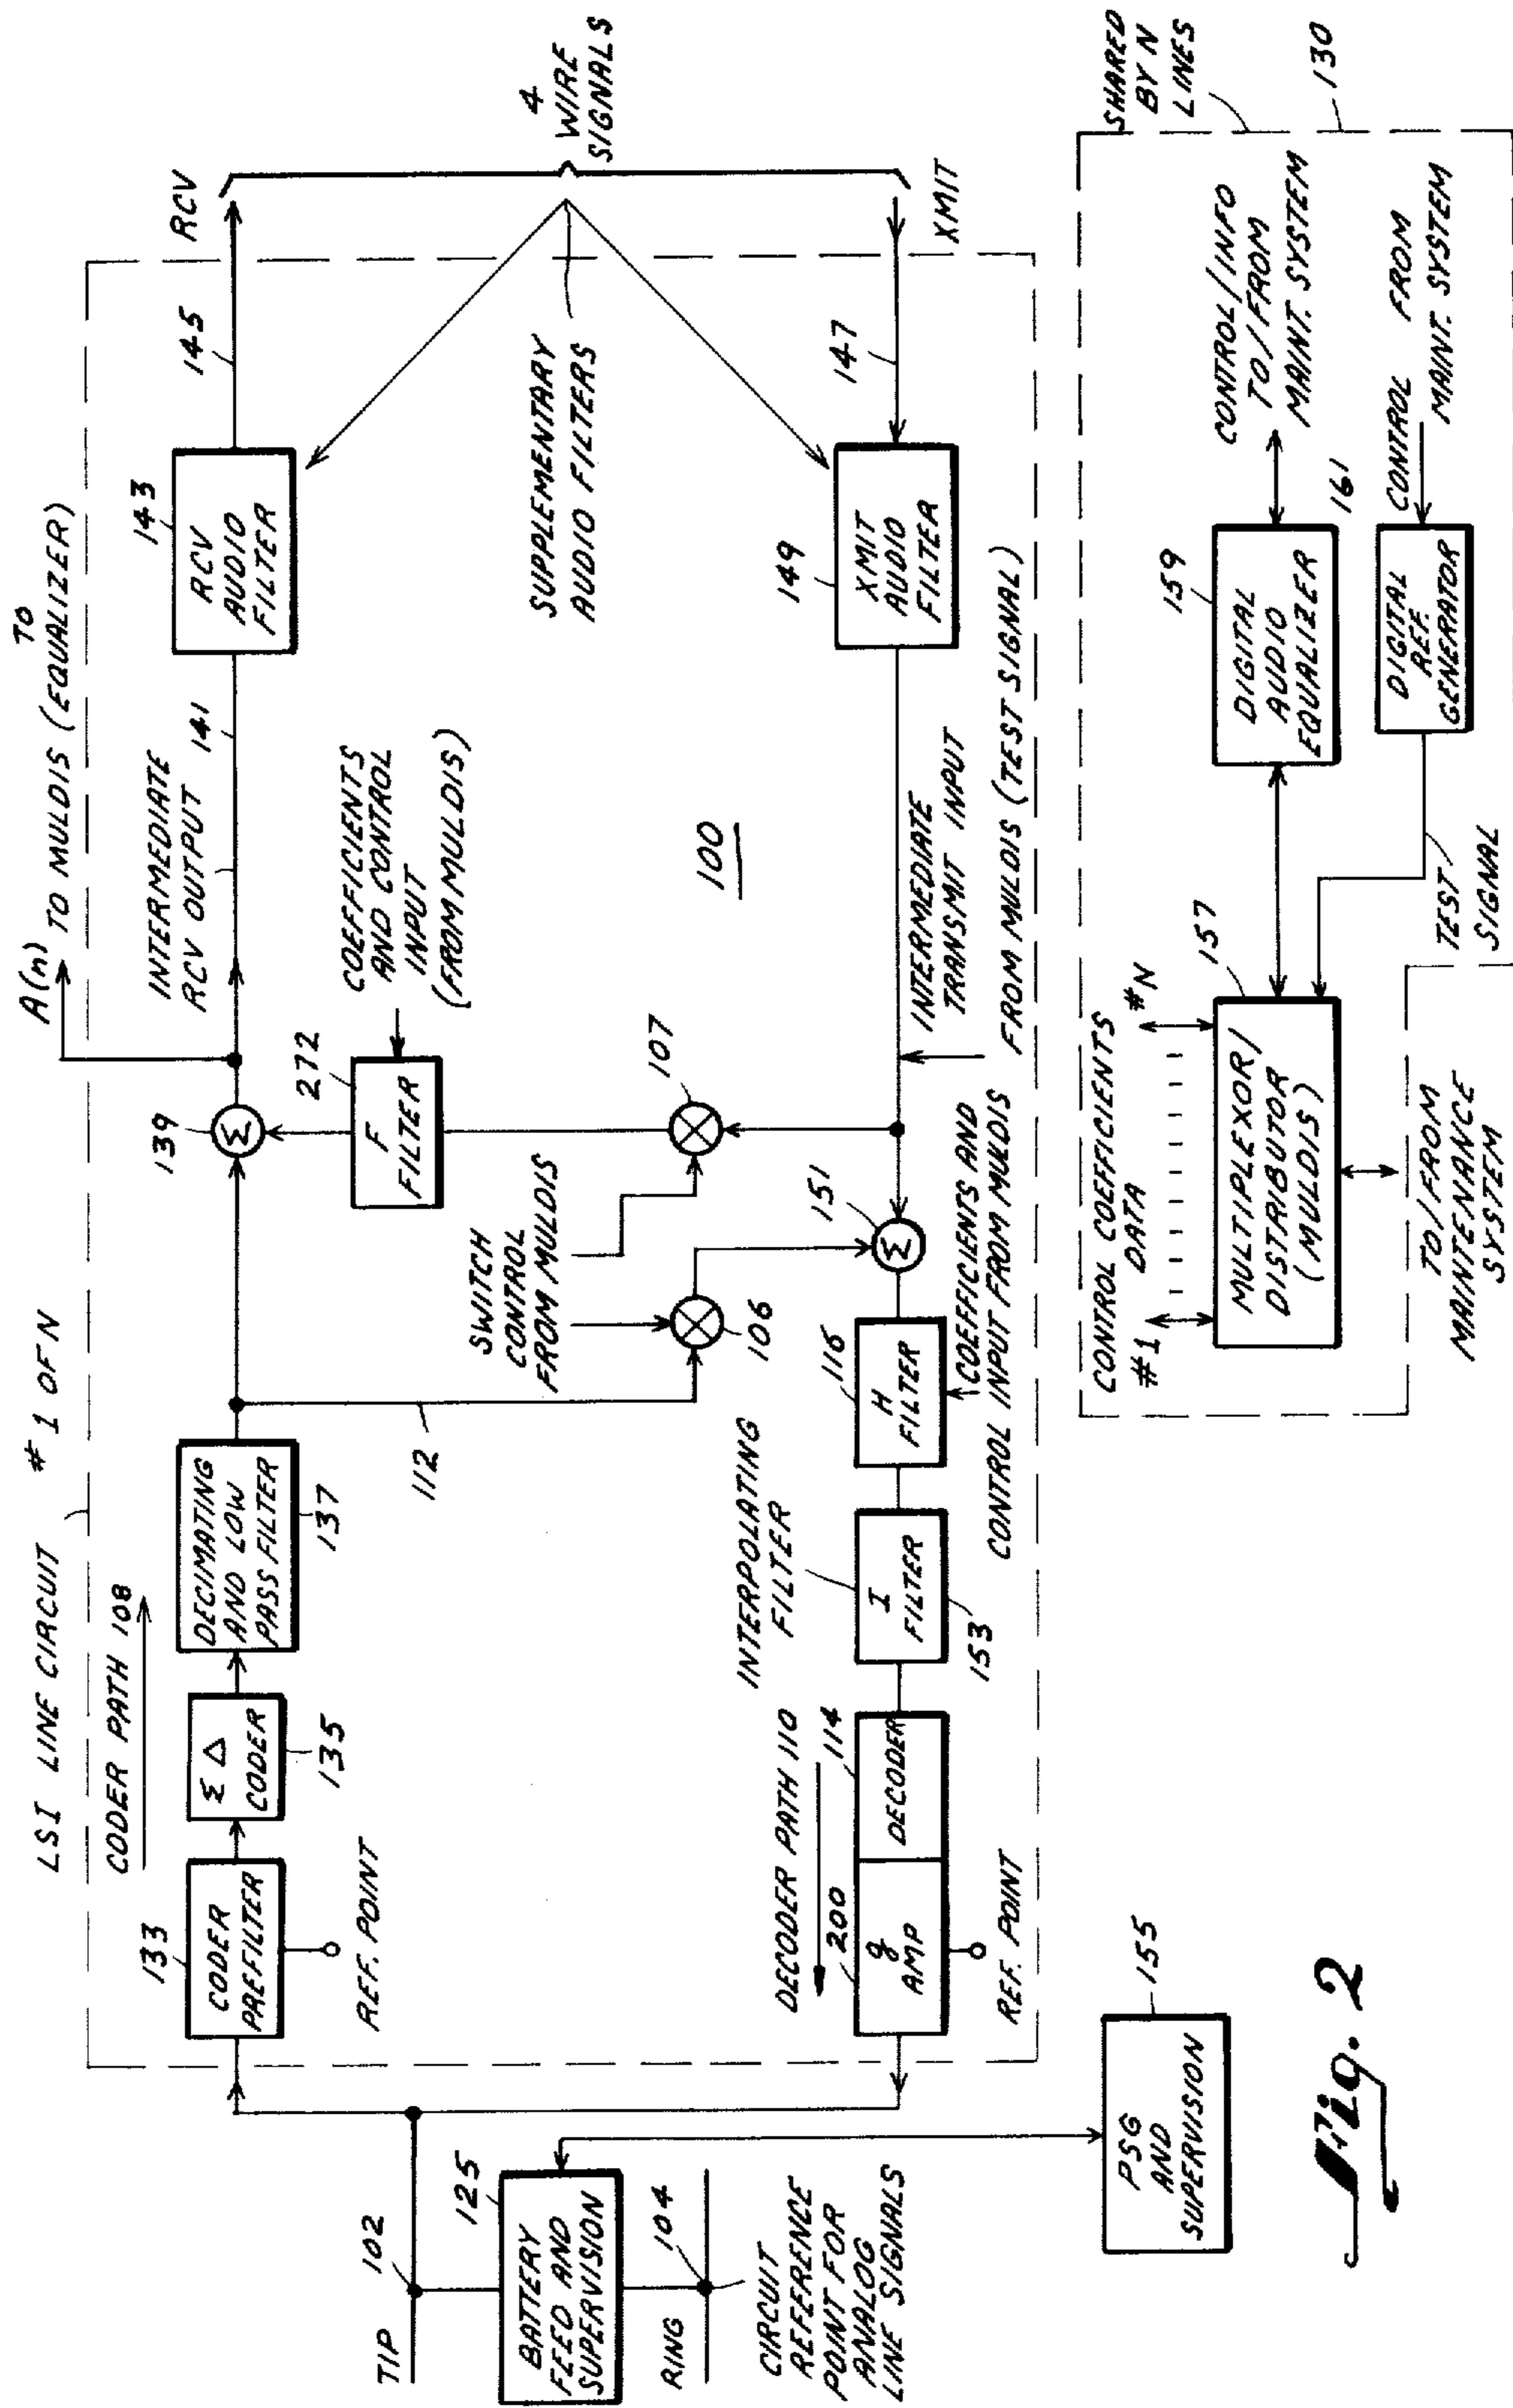 LSI LINE CIRCUIT # 1 OF N
CODER PATH 108
A(n)
TO
TO MULDIS (EQUALIZER)
TIP
102
125
BATTERY
FEED AND
SUPERVISION
RING
104
CIRCUIT
REFERENCE
POINT FOR
ANALOG
LINE SIGNALS
133
CODER
PREFILTER
REF. POINT
Σ Δ
CODER
135
DECIMATING
AND LOW
PASS FILTER
137
112
139
Σ
INTERMEDIATE
RCV OUTPUT
141
143
RCV
AUDIO
FILTER
145
RCV
4
WIRE
SIGNALS
272
F
FILTER
COEFFICIENTS
AND CONTROL
INPUT
(FROM MULDIS)
SUPPLEMENTARY
AUDIO FILTERS
SWITCH
CONTROL
FROM MULDIS
106
107
100
DECODER PATH 110
200
g
AMP
114
DECODER
REF. POINT
INTERPOLATING
FILTER
I
FILTER
153
116
H
FILTER
151
Σ
COEFFICIENTS AND
CONTROL INPUT FROM MULDIS
INTERMEDIATE
TRANSMIT INPUT
FROM MULDIS (TEST SIGNAL)
149
XMIT
AUDIO
FILTER
147
XMIT
PSG
AND
SUPERVISION
155
CONTROL COEFFICIENTS
DATA
#1
#N
157
MULTIPLEXOR/
DISTRIBUTOR
(MULDIS)
TO/FROM
MAINTENANCE
SYSTEM
159
DIGITAL
AUDIO
EQUALIZER
CONTROL/INFO
TO/FROM
MAINT. SYSTEM
161
DIGITAL
REF.
GENERATOR
CONTROL FROM
MAINT. SYSTEM
TEST
SIGNAL
SHARED
BY N
LINES
130
Fig. 2